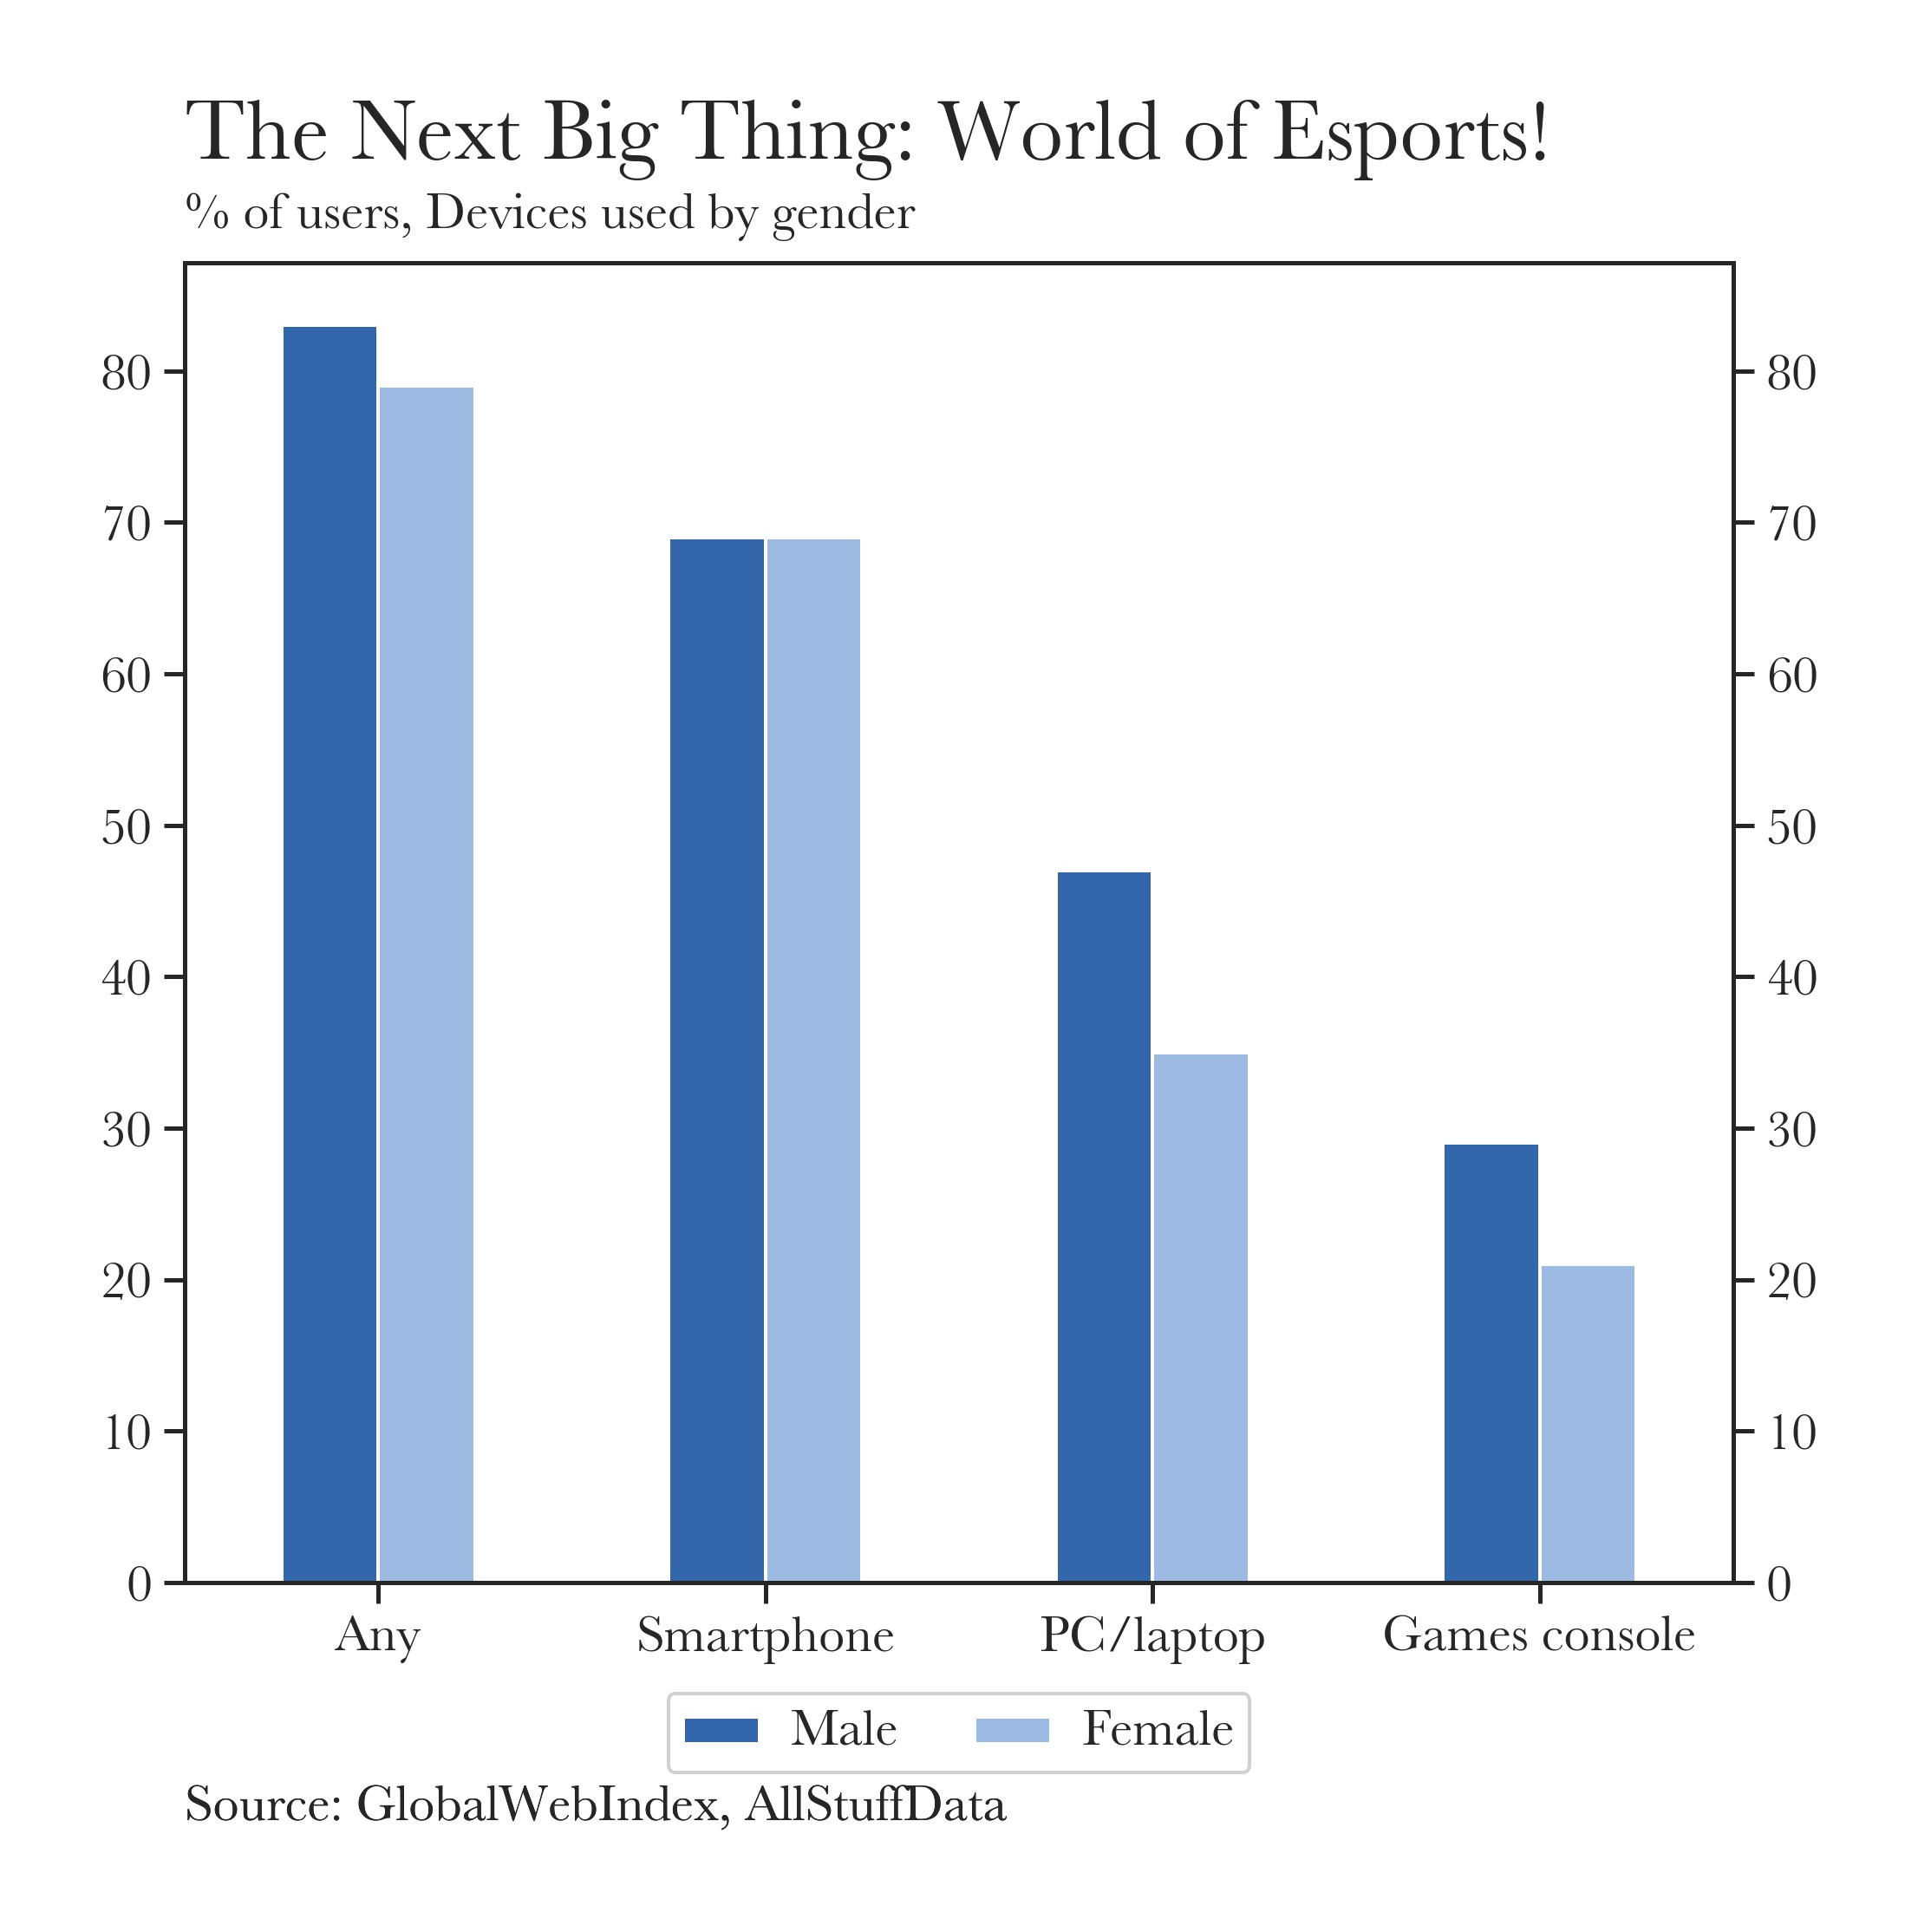 The Next Big Thing: World of Esports!
% of users, Devices used by gender
80 80
70 70
60 60
50 50
40 40
30 30
20 20
10 10
0 0
Any Smartphone PC/laptop Games console
Male Female
Source: GlobalWebIndex, AllStuffData